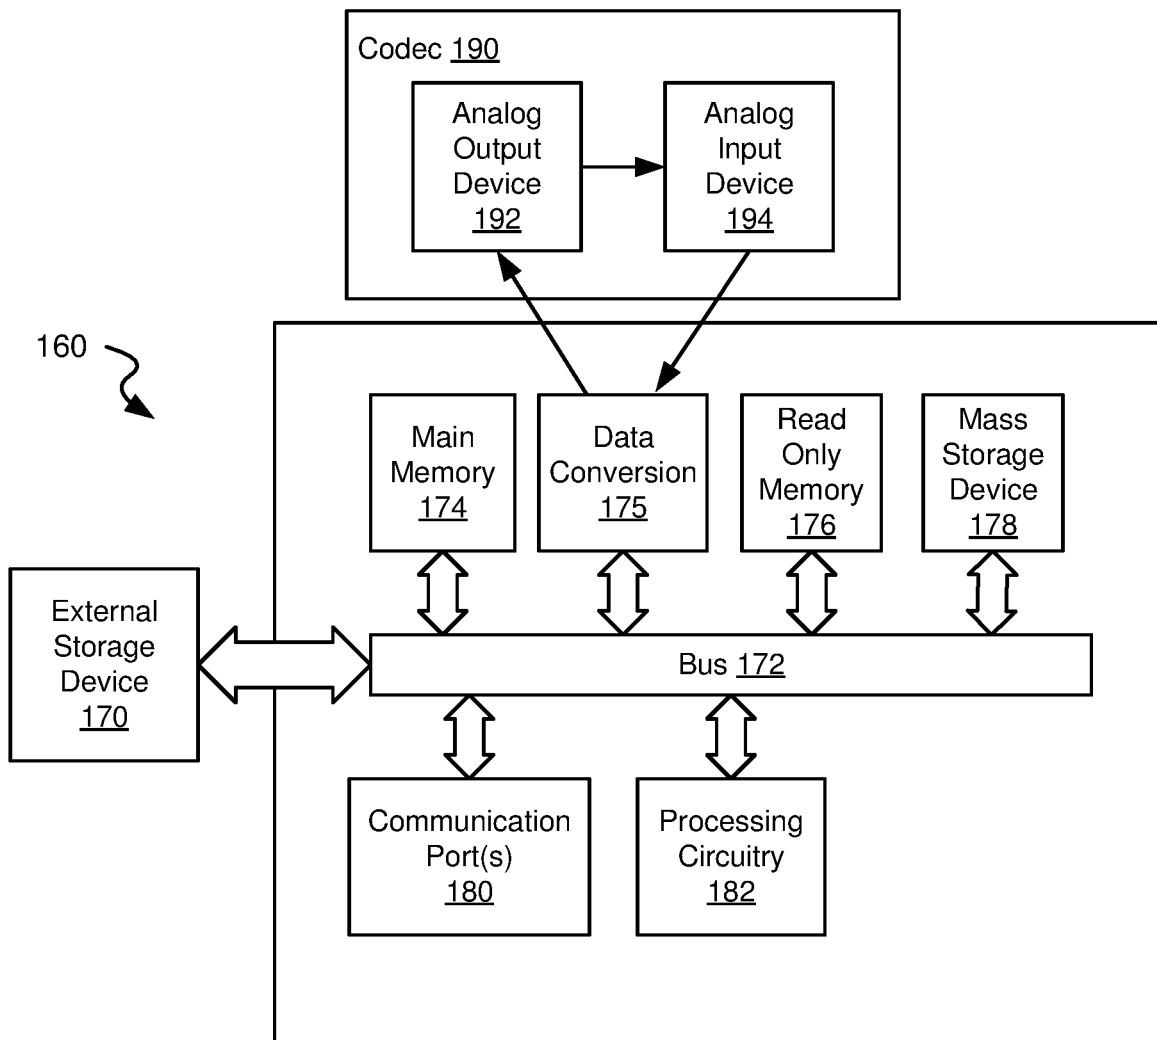 Codec 190
Analog
Output
Device
192
Analog
Input
Device
194
160
Main
Memory
174
Data
Conversion
175
Read
Only
Memory
176
Mass
Storage
Device
178
External
Storage
Device
170
Bus 172
Communication
Port(s)
180
Processing
Circuitry
182